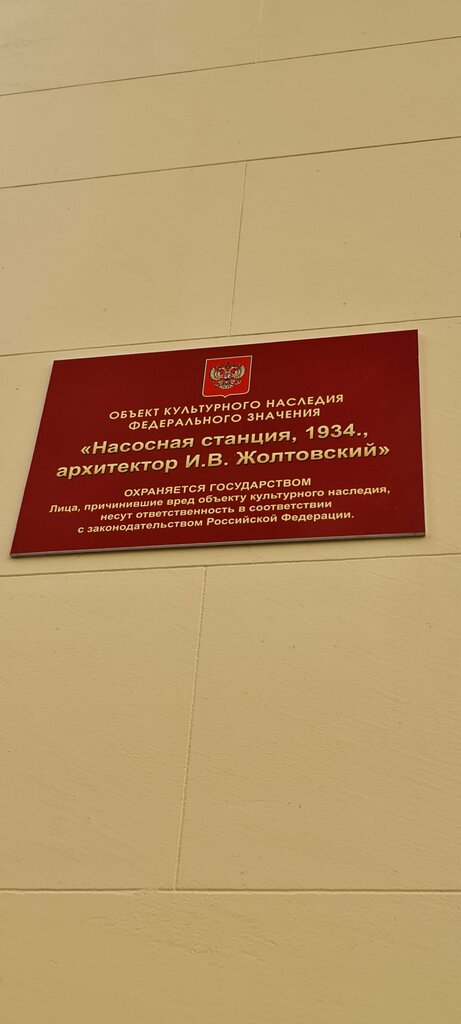 ОБЪЕКТ КУЛЬТУРНОГО НАСЛЕДИЯ
ФЕДЕРАЛЬНОГО ЗНАЧЕНИЯ
«Насосная станция, 1934.,
архитектор И.В. Жолтовский»
ОХРАНЯЕТСЯ ГОСУДАРСТВОМ
Лица, причинившие вред объекту культурного наследия,
несут ответственность в соответствии
с законодательством Российской Федерации.